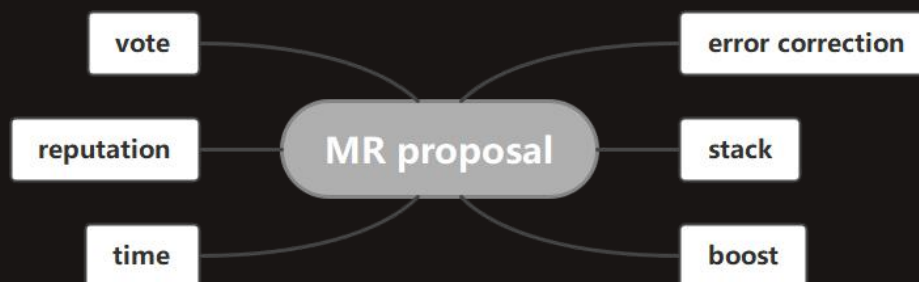 vote
error correction
reputation
MR proposal
stack
time
boost